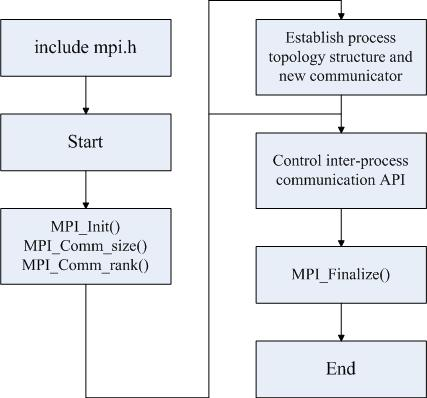 include mpi.h
Start
MPI_Init()
MPI_Comm_size()
MPI_Comm_rank()
Establish process
topology structure and
new communicator
Control inter-process
communication API
MPI_Finalize()
End